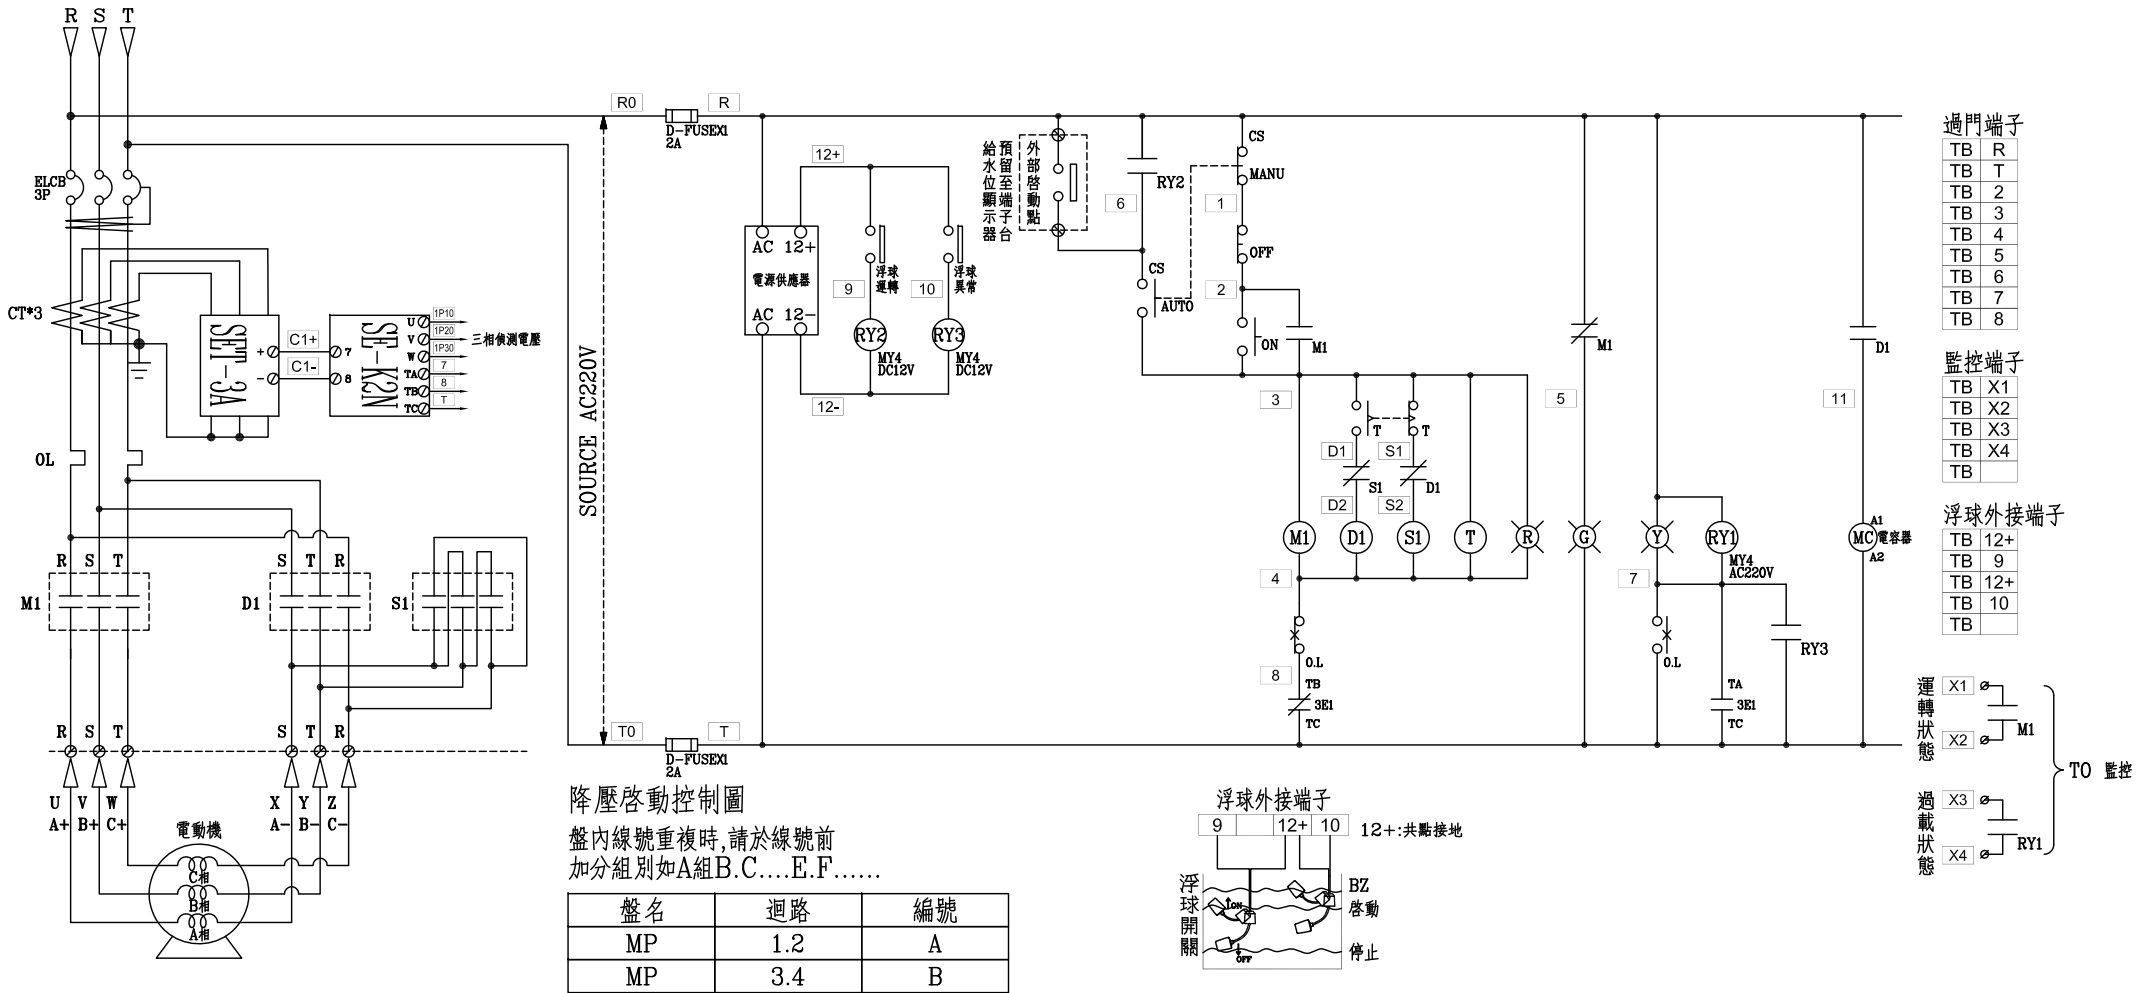 R S T
ELCB
3P
CT*3
OL
SET-3A
+
-
C1+
C1-
SE-K2N
7
8
U
V
W
TA
TB
TC
1P10
1P20
1P30
7
8
T
三相偵測電壓
R S T
M1
S T R
D1
S1
R S T
S T R
U V W
A+ B+ C+
X Y Z
A- B- C-
電動機
C相
B相
A相
SOURCE AC220V
R0
D-FUSEX1
2A
R
T0
D-FUSEX1
2A
T
AC 12+
電源供應器
AC 12-
12+
12-
浮球
運轉
9
RY2
MY4
DC12V
浮球
異常
10
RY3
MY4
DC12V
預留至端子台
給水位顯示器
外部啓動點
RY2
6
CS
AUTO
CS
MANU
1
OFF
2
ON
M1
3
T
T
D1
S1
S1
D1
D2
S2
M1
D1
S1
T
R
4
O.L
8
TB
3E1
TC
M1
5
G
Y
RY1
MY4
AC220V
7
O.L
TA
3E1
TC
RY3
D1
11
MC
A1
電容器
A2
過門端子
TB R
TB T
TB 2
TB 3
TB 4
TB 5
TB 6
TB 7
TB 8
監控端子
TB X1
TB X2
TB X3
TB X4
TB
浮球外接端子
TB 12+
TB 9
TB 12+
TB 10
TB
運轉狀態
X1
X2
M1
過載狀態
X3
X4
RY1
TO 監控
降壓啓動控制圖
盤內線號重複時,請於線號前
加分組別如A組B.C....E.F......
盤名 迴路 編號
MP 1.2 A
MP 3.4 B
浮球外接端子
9 12+ 10
12+:共點接地
浮球開關
ON
OFF
BZ
啓動
停止